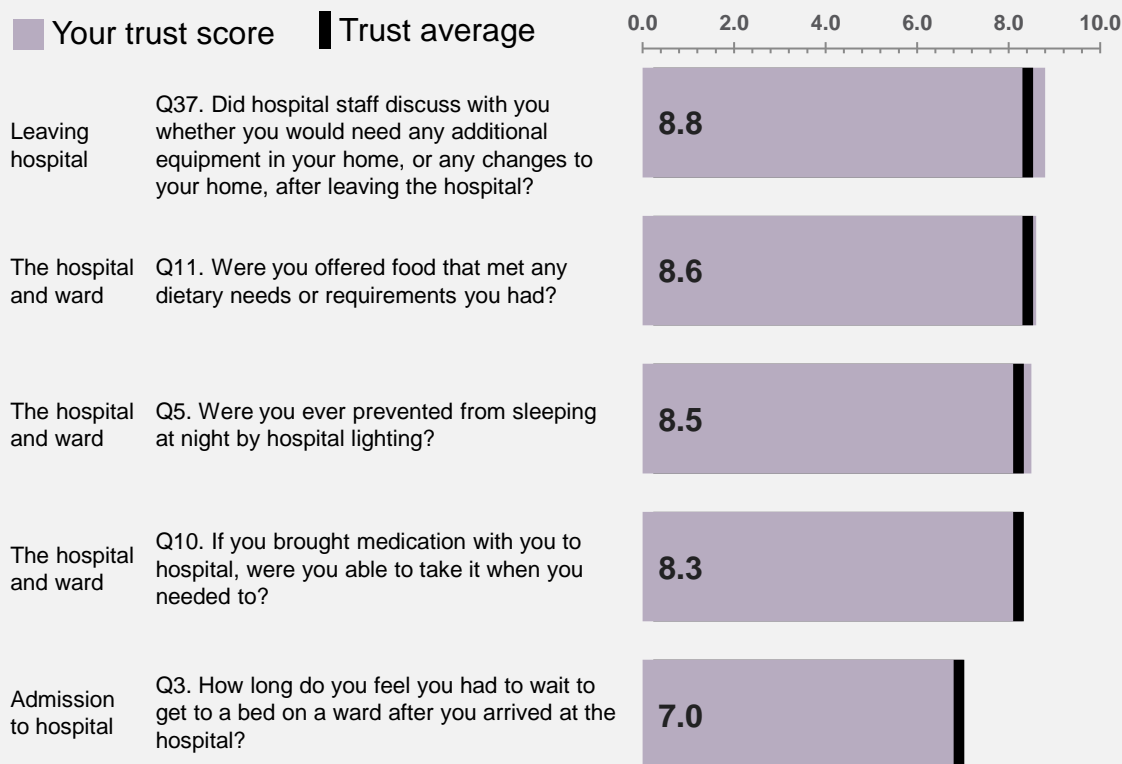 Your trust score
Trust average
0.0 2.0 4.0 6.0 8.0 10.0
Leaving
hospital
Q37. Did hospital staff discuss with you
whether you would need any additional
equipment in your home, or any changes to
your home, after leaving the hospital?
8.8
The hospital
and ward
Q11. Were you offered food that met any
dietary needs or requirements you had?
8.6
The hospital
and ward
Q5. Were you ever prevented from sleeping
at night by hospital lighting?
8.5
The hospital
and ward
Q10. If you brought medication with you to
hospital, were you able to take it when you
needed to?
8.3
Admission
to hospital
Q3. How long do you feel you had to wait to
get to a bed on a ward after you arrived at the
hospital?
7.0